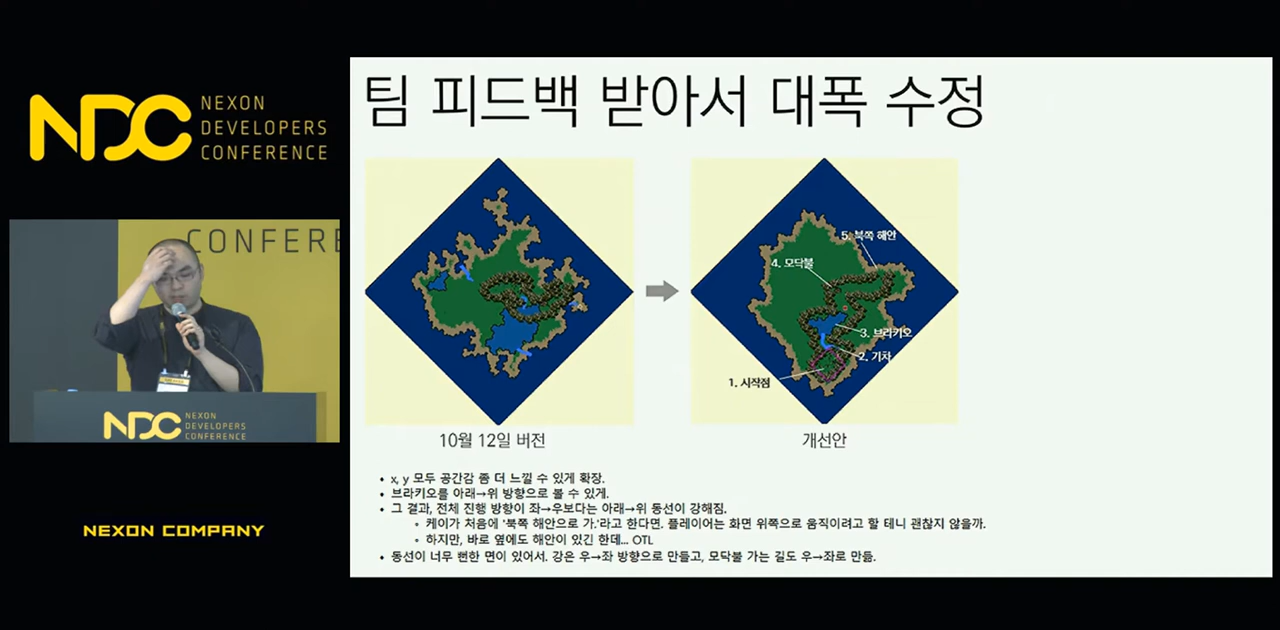 NDC
NEXON
DEVELOPERS
CONFERENCE
CONFERE
NDC
NEXON
DEVELOPERS
CONFERENCE
NEXON COMPANY
팀 피드백 받아서 대폭 수정
5. 북쪽 해안
4. 모닥불
3. 브라키오
2. 기차
1. 시작점
10월 12일 버전
개선안
• x, y 모두 공간감 좀 더 느낄 수 있게 확장.
• 브라키오를 아래→위 방향으로 볼 수 있게.
• 그 결과, 전체 진행 방향이 좌→우보다는 아래→위 동선이 강해짐.
◦ 케이가 처음에 '북쪽 해안으로 가.'라고 한다면. 플레이어는 화면 위쪽으로 움직이려고 할 테니 괜찮지 않을까.
◦ 하지만, 바로 옆에도 해안이 있긴 한데... OTL
• 동선이 너무 뻔한 면이 있어서. 강은 우→좌 방향으로 만들고, 모닥불 가는 길도 우→좌로 만듦.